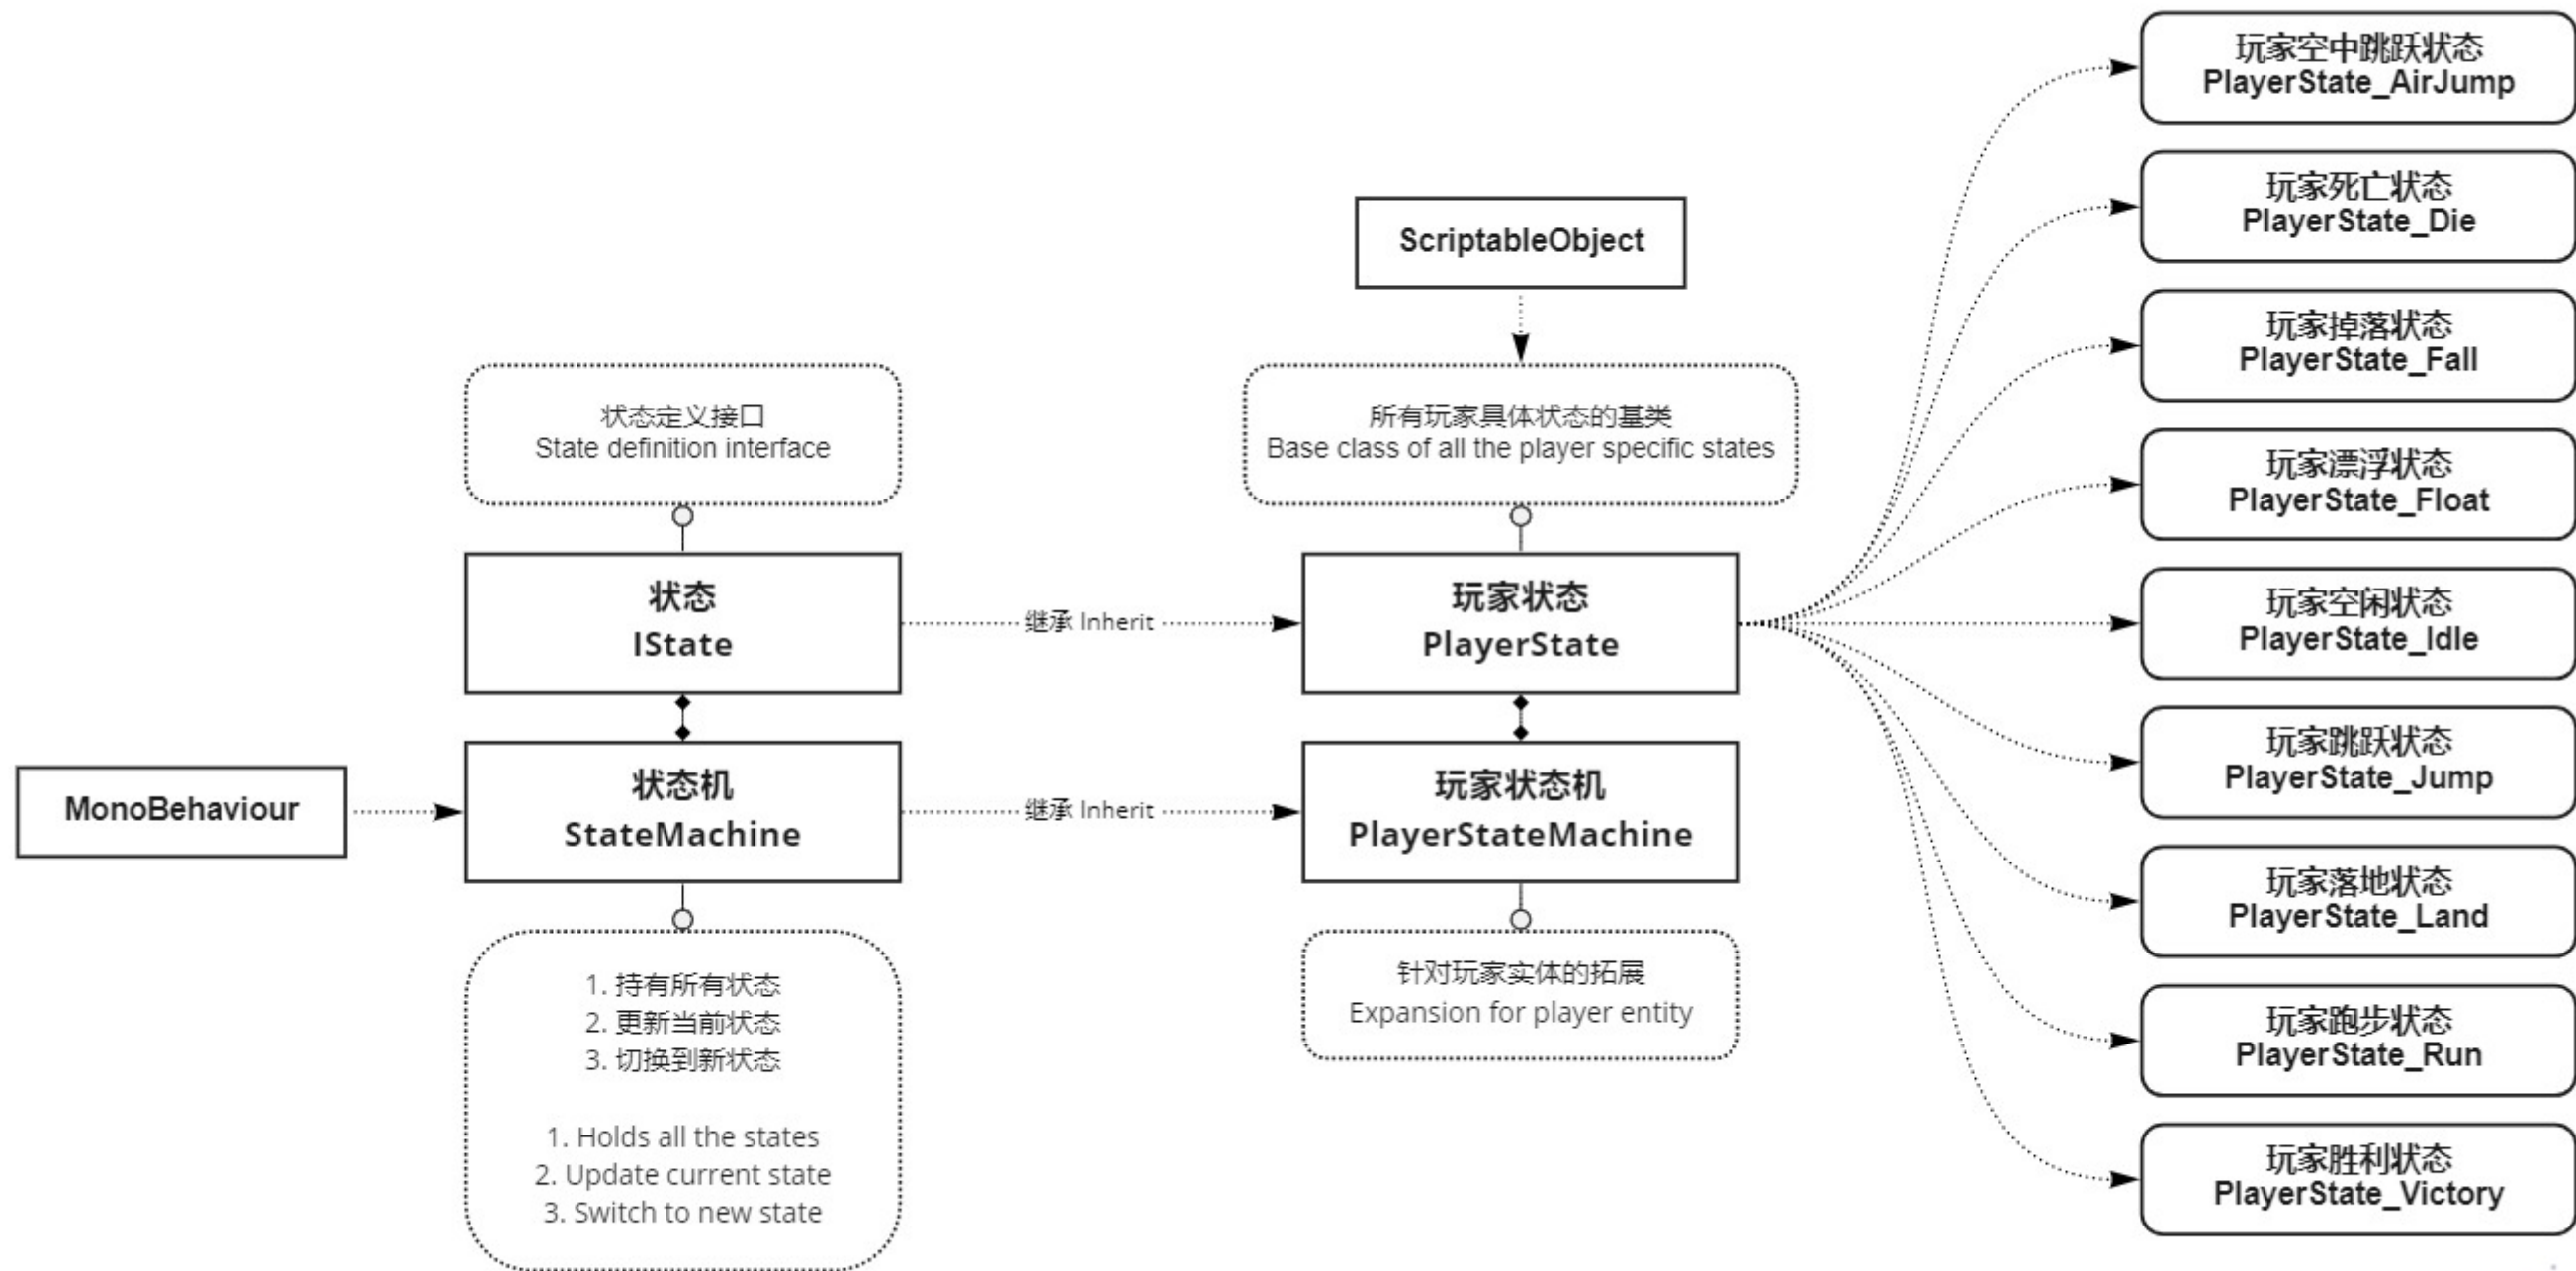 玩家空中跳跃状态
PlayerState_AirJump
玩家死亡状态
PlayerState_Die
ScriptableObject
玩家掉落状态
PlayerState_Fall
状态定义接口
State definition interface
所有玩家具体状态的基类
Base class of all the player specific states
玩家漂浮状态
PlayerState_Float
状态
IState
继承 Inherit
玩家状态
PlayerState
玩家空闲状态
PlayerState_Idle
MonoBehaviour
状态机
StateMachine
继承 Inherit
玩家状态机
PlayerStateMachine
玩家跳跃状态
PlayerState_Jump
玩家落地状态
PlayerState_Land
1. 持有所有状态
2. 更新当前状态
3. 切换到新状态
1. Holds all the states
2. Update current state
3. Switch to new state
针对玩家实体的拓展
Expansion for player entity
玩家跑步状态
PlayerState_Run
玩家胜利状态
PlayerState_Victory